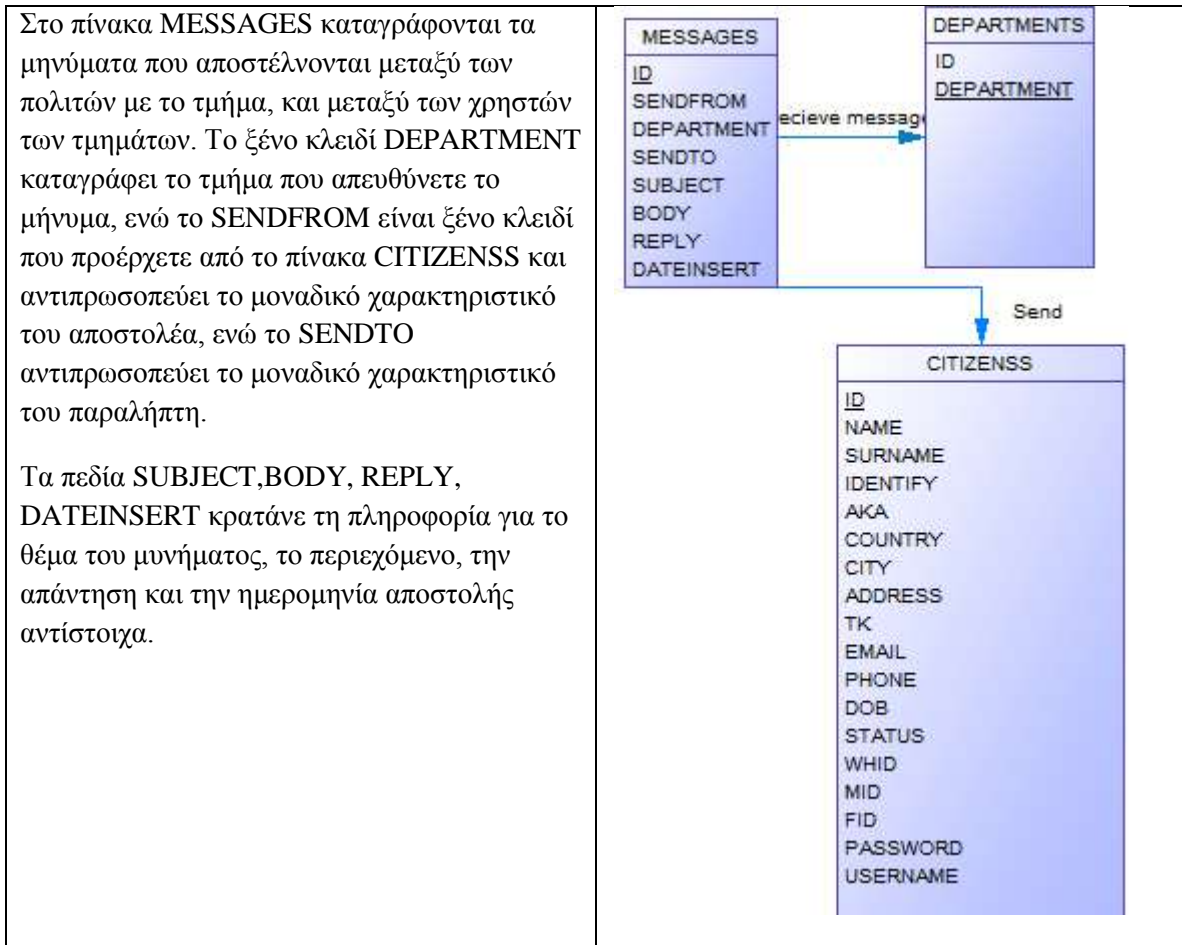 Στο πίνακα MESSAGES καταγράφονται τα
μηνύματα που αποστέλνονται μεταξύ των
πολιτών με το τμήμα, και μεταξύ των χρηστών
των τμημάτων. Το ξένο κλειδί DEPARTMENT
καταγράφει το τμήμα που απευθύνετε το
μήνυμα, ενώ το SENDFROM είναι ξένο κλειδί
που προέρχετε από το πίνακα CITIZENSS και
αντιπρωσοπεύει το μοναδικό χαρακτηριστικό
του αποστολέα, ενώ το SENDTO
αντιπρωσοπεύει το μοναδικό χαρακτηριστικό
του παραλήπτη.
Τα πεδία SUBJECT,BODY, REPLY,
DATEINSERT κρατάνε τη πληροφορία για το
θέμα του μυνήματος, το περιεχόμενο, την
απάντηση και την ημερομηνία αποστολής
αντίστοιχα.
MESSAGES
ID
SENDFROM
DEPARTMENT
SENDTO
SUBJECT
BODY
REPLY
DATEINSERT
ecieve messag
DEPARTMENTS
ID
DEPARTMENT
Send
CITIZENSS
ID
NAME
SURNAME
IDENTIFY
AKA
COUNTRY
CITY
ADDRESS
TK
EMAIL
PHONE
DOB
STATUS
WHID
MID
FID
PASSWORD
USERNAME